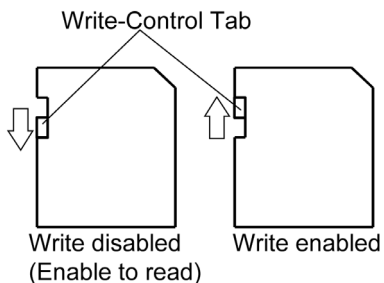 Write-Control Tab
Write disabled
(Enable to read)
Write enabled